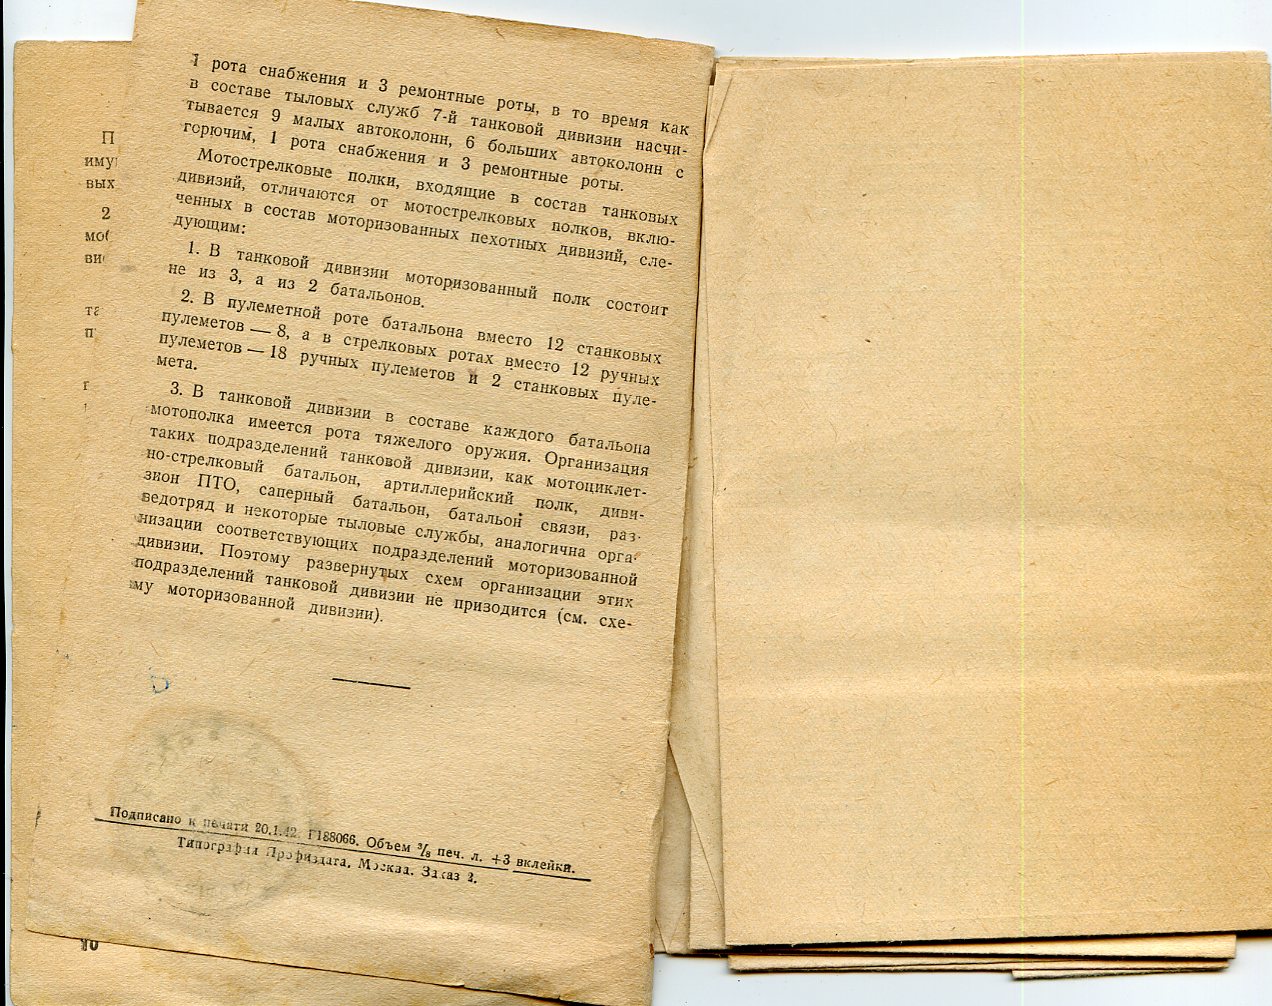 1 рота снабжения и 3 ремонтные роты, в то время как
в составе тыловых служб 7-й танковой дивизии насчи-
тывается 9 малых автоколонн, 6 больших автоколонн с
горючим, 1 рота снабжения и 3 ремонтные роты.
Мотострелковые полки, входящие в состав танковых
дивизий, отличаются от мотострелковых полков, вклю-
ченных в состав моторизованных пехотных дивизий, сле-
дующим:
1. В танковой дивизии моторизованный полк состоит
не из 3, а из 2 батальонов.
2. В пулеметной роте батальона вместо 12 станковых
пулеметов — 8, а в стрелковых ротах вместо 12 ручных
пулеметов — 18 ручных пулеметов и 2 станковых пуле-
мета.
3. В танковой дивизии в составе каждого батальона
мотополка имеется рота тяжелого оружия. Организация
таких подразделений танковой дивизии, как мотоциклет-
но-стрелковый батальон, артиллерийский полк, диви-
зион ПТО, саперный батальон, батальон связи, раз-
ведотряд и некоторые тыловые службы, аналогична орга-
низации соответствующих подразделений моторизованной
дивизии. Поэтому развернутых схем организации этих
подразделений танковой дивизии не призодится (см. схе-
му моторизованной дивизии).
Подписано к печати 20.1.42. Г188066. Объем 3/8 печ. л. +3 вклейки.
Типография Профиздата. Москва. Заказ 2.
П
иму
вых
2
мо
ви
та
п
г
10